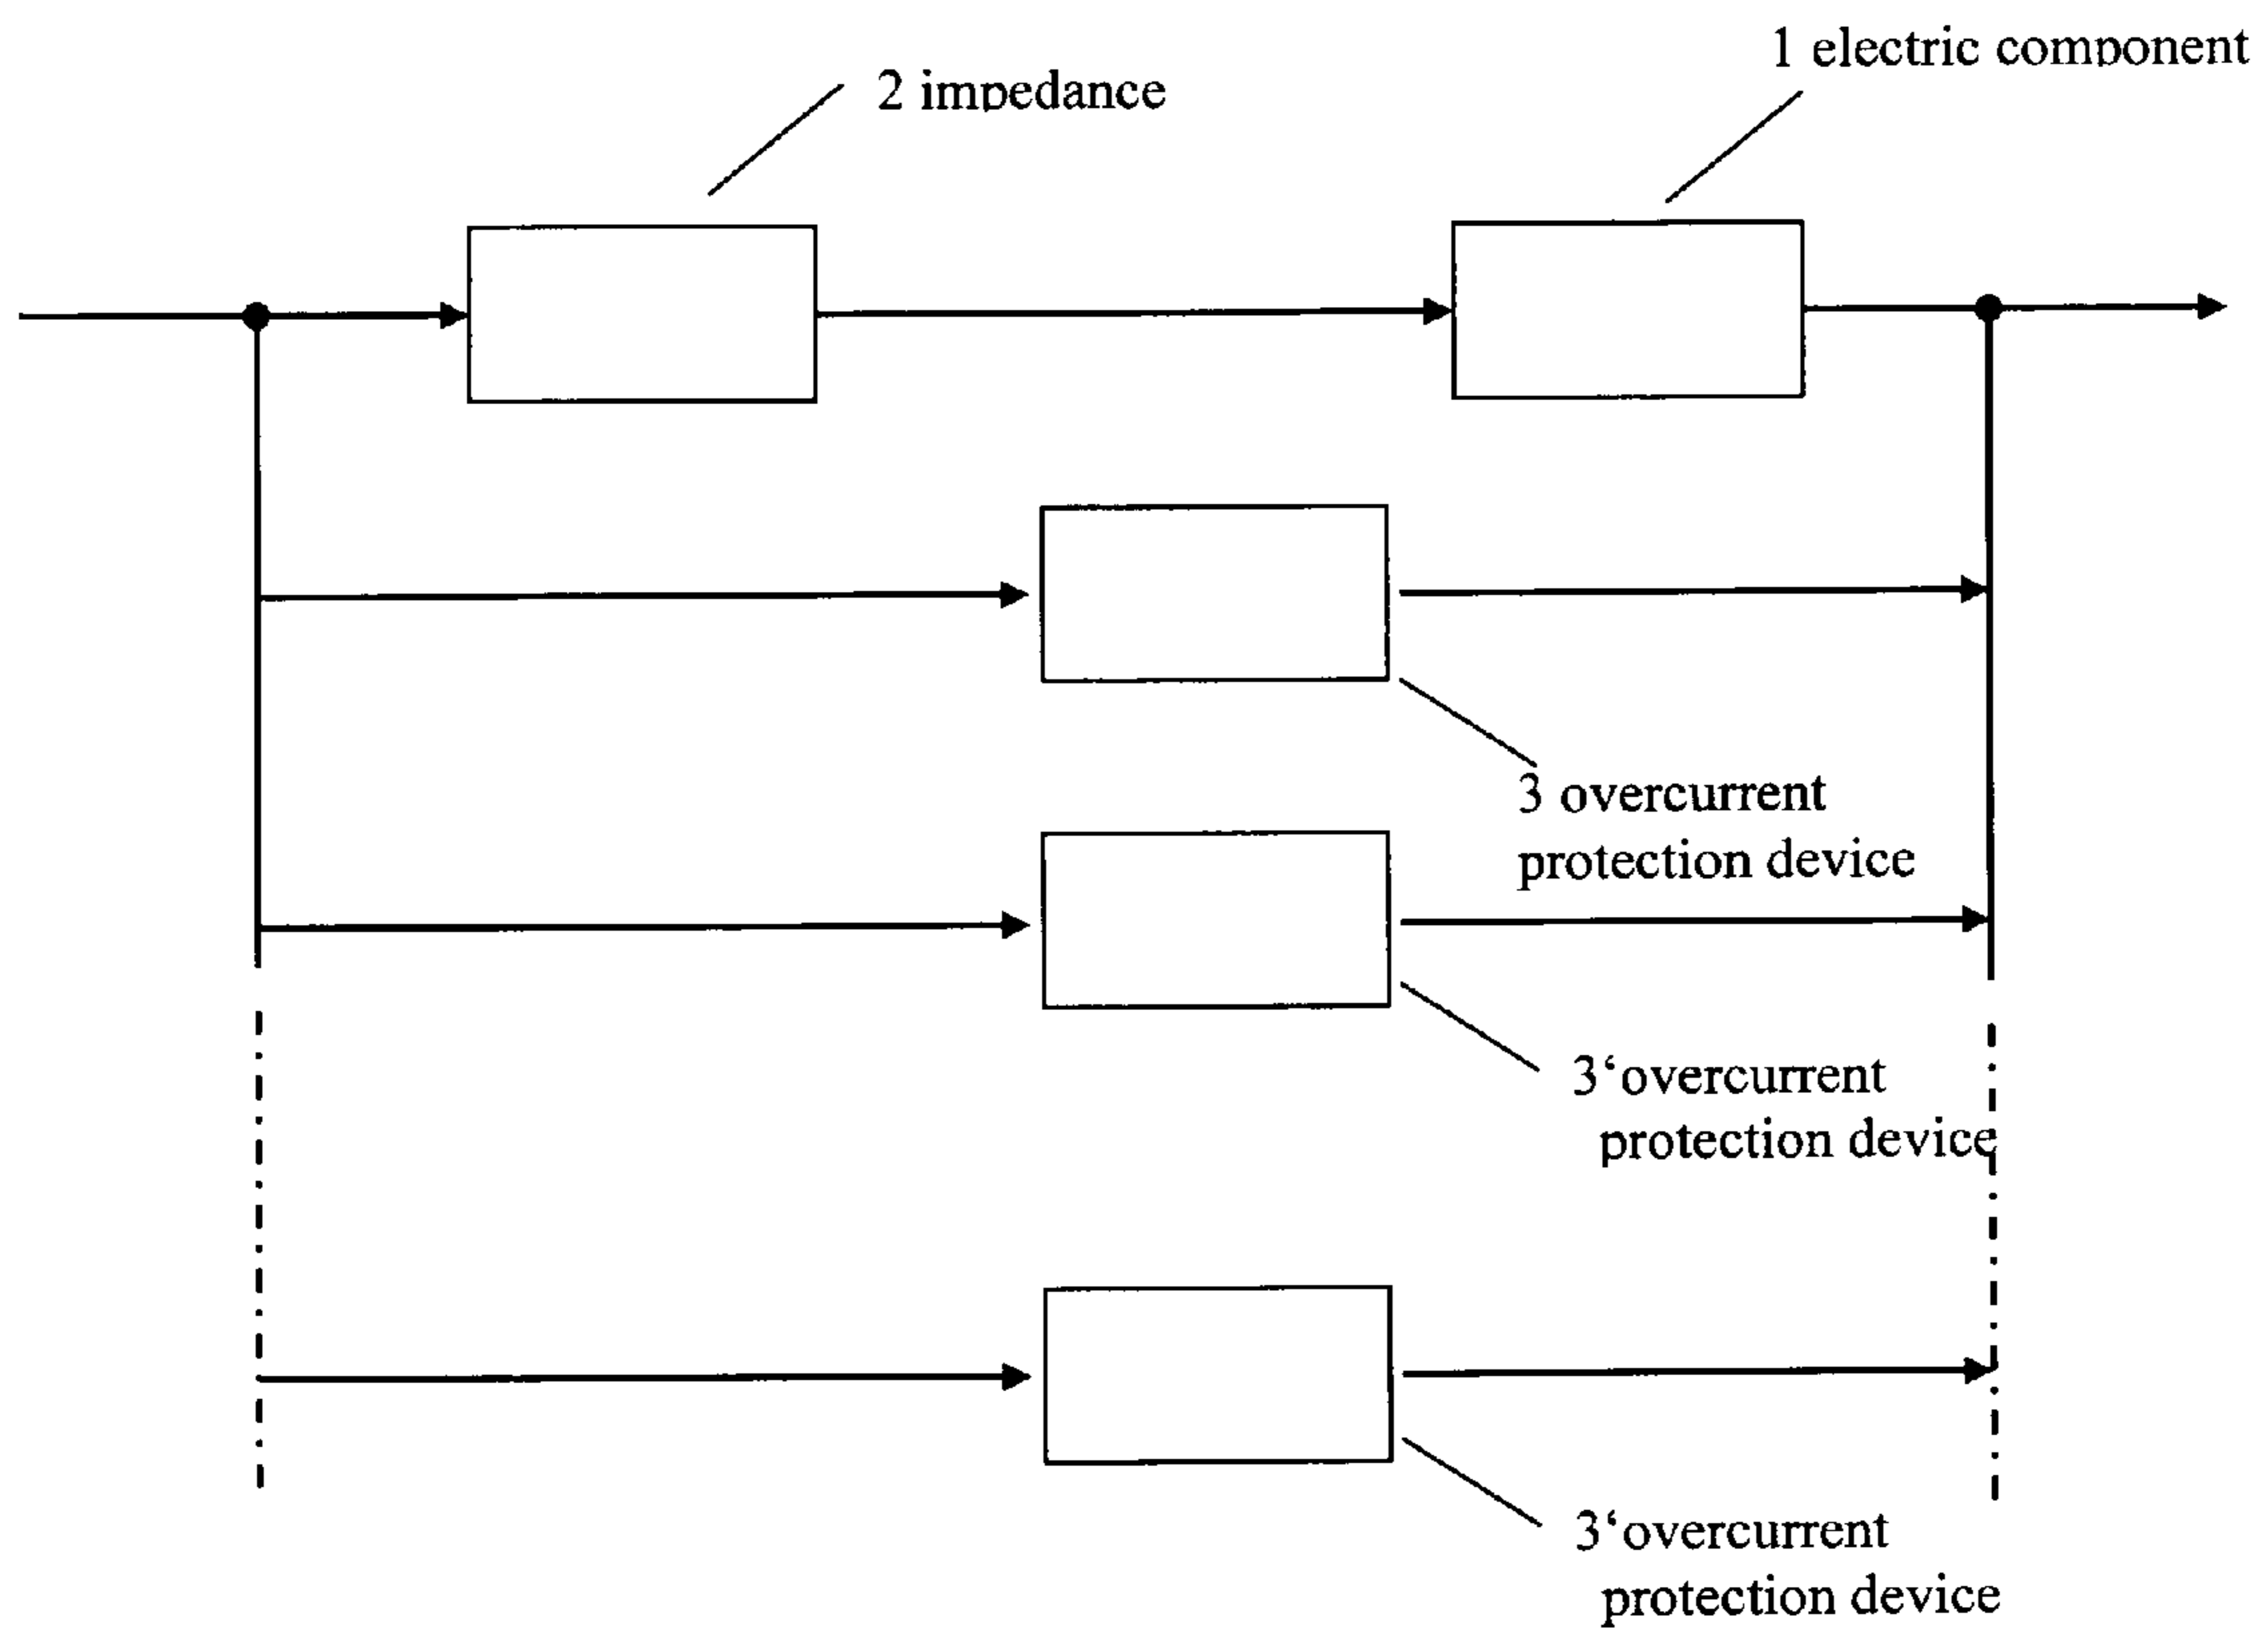 1 electric component
2 impedance
3 overcurrent
protection device
3‘overcurrent
protection device
3‘overcurrent
protection device